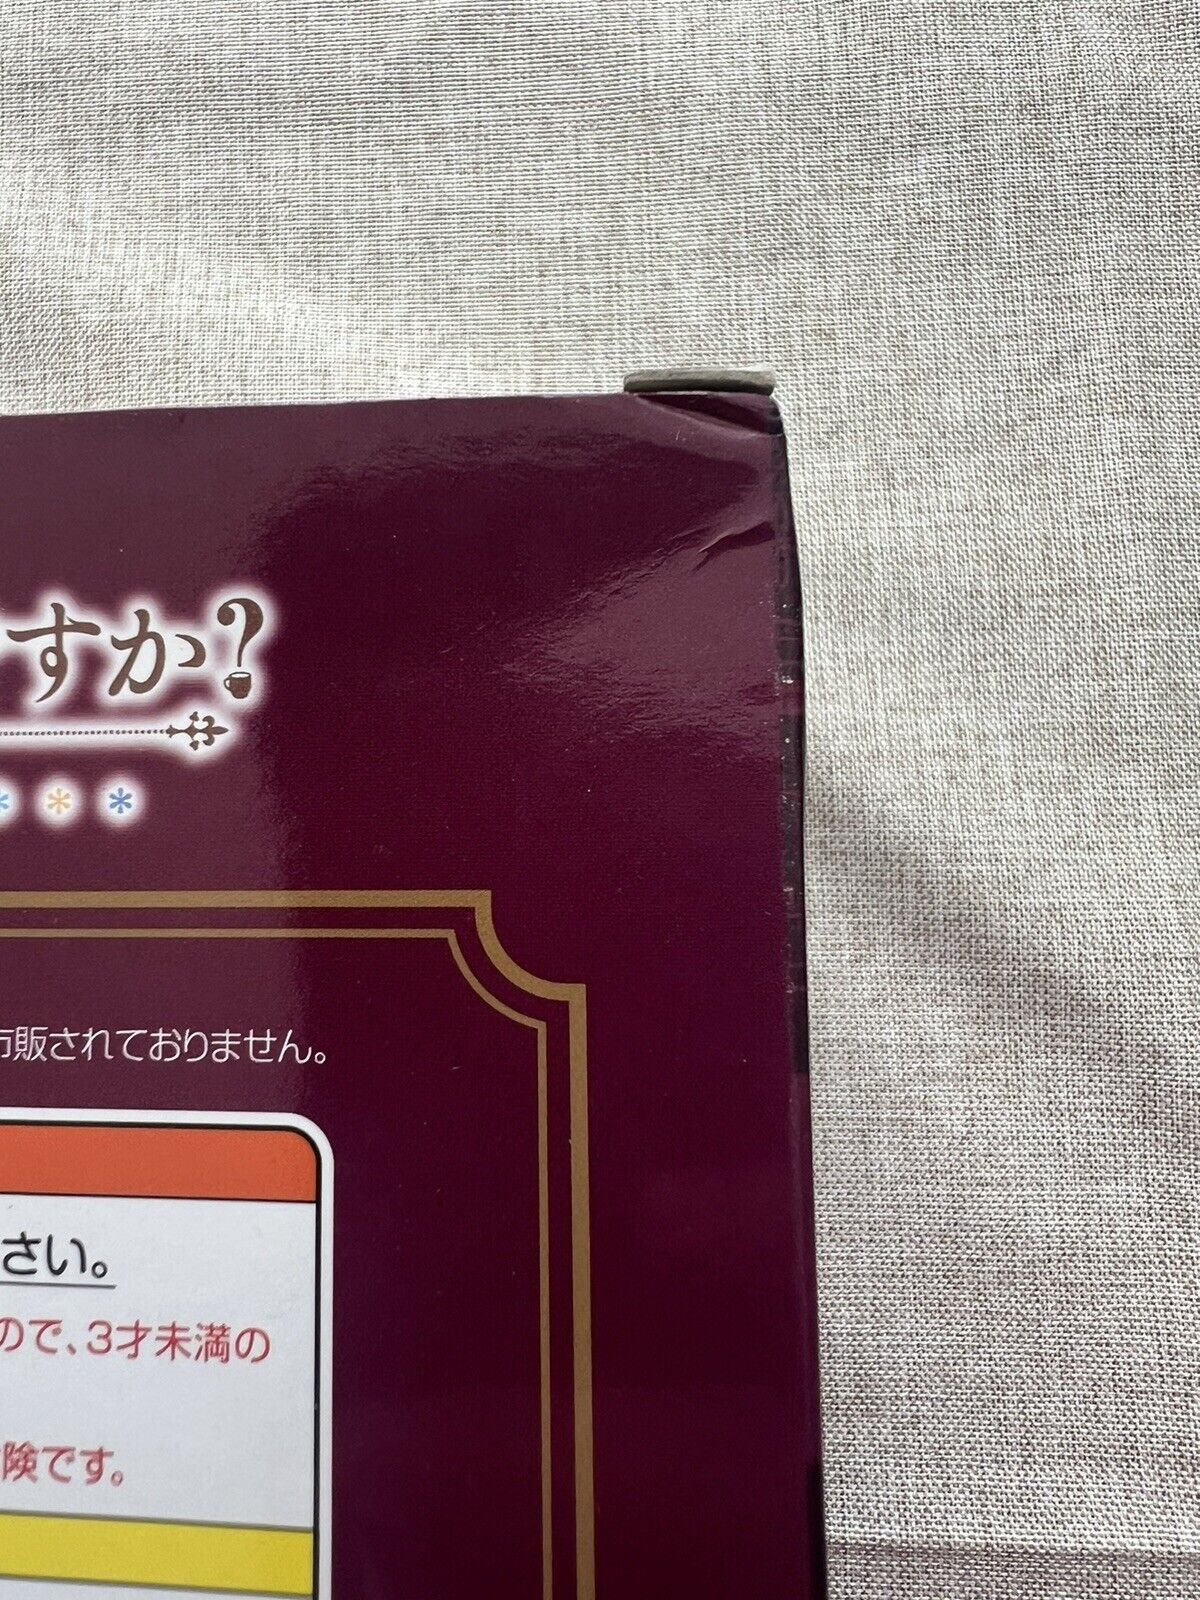 すか?
販されておりません。
さい。
ので、3才未満の
険です。